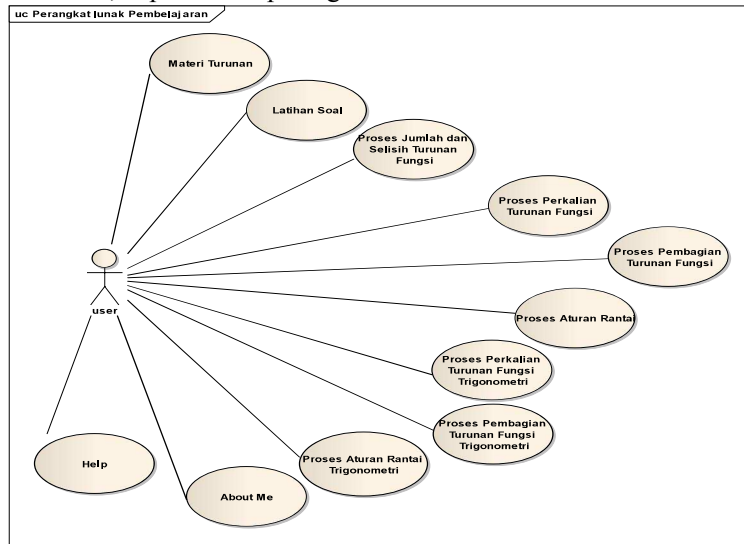 uc Perangkat lunak Pembelajaran
Materi Turunan
Latihan Soal
Proses Jumlah dan
Selisih Turunan
Fungsi
Proses Perkalian
Turunan Fungsi
Proses Pembagian
Turunan Fungsi
user
Proses Aturan Rantai
Proses Perkalian
Turunan Fungsi
Trigonometri
Proses Pembagian
Turunan Fungsi
Trigonometri
Proses Aturan Rantai
Trigonometri
Help
About Me